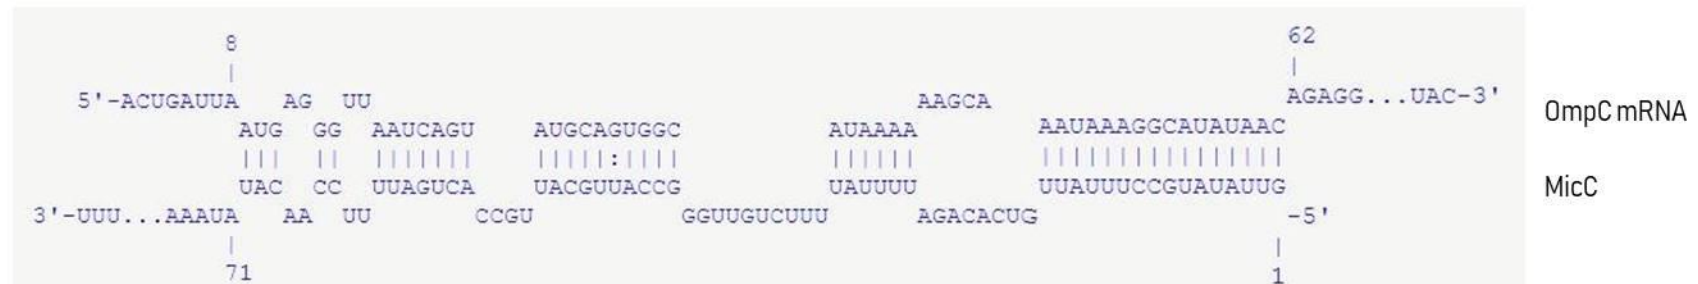 8 62
| |
5'-ACUGAUUA AG UU AAGCA AGAGG...UAC-3'
OmpC mRNA
AUG GG AAUCAGU AUGCAGUGGC AUAAAA AAUAAAGGCAUAUAAC
||| || ||||||| |||||:|||| |||||| ||||||||||||||||
UAC CC UUAGUCA UACGUUACCG UAUUUU UUAUUUCCGUAUAUUG
MicC
3'-UUU...AAAUA AA UU CCGU GGUUGUCUUU AGACACUG -5'
| |
71 1